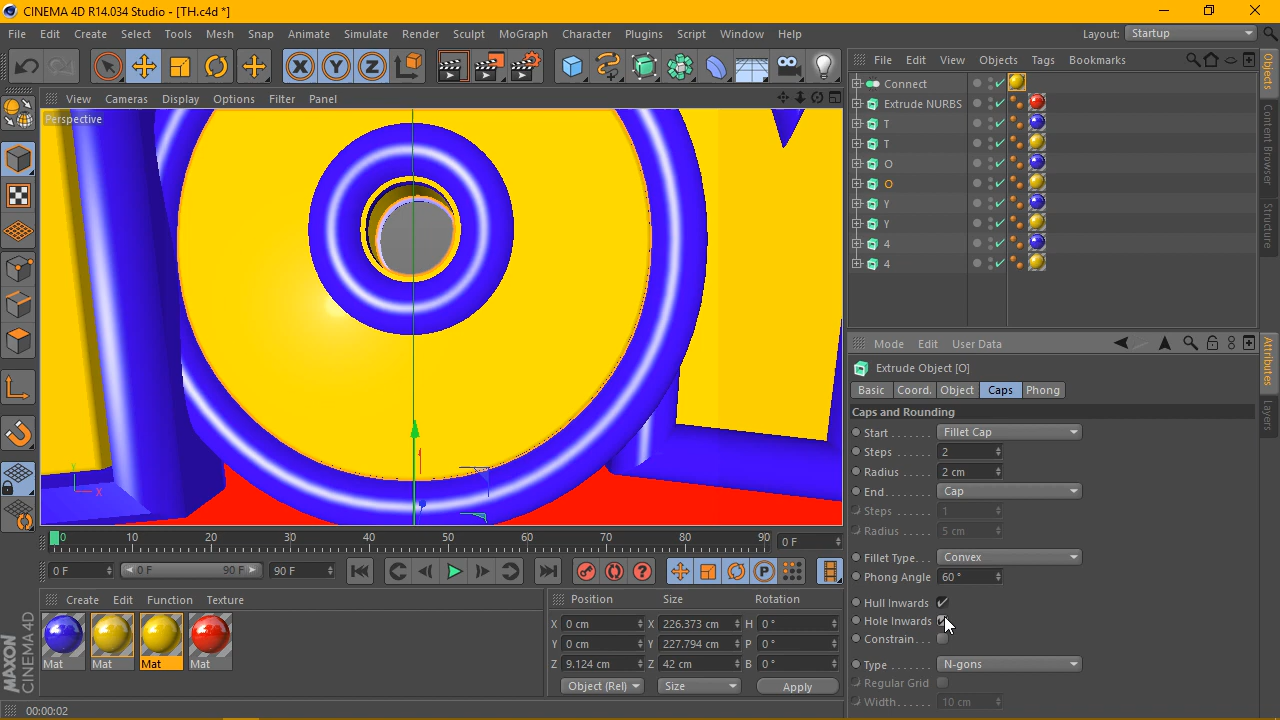 CINEMA 4D R14.034 Studio - [TH.c4d *]
File Edit Create Select Tools Mesh Snap Animate Simulate Render Sculpt MoGraph Character Plugins Script Window Help Layout: Startup
File Edit View Objects Tags Bookmarks
View Cameras Display Options Filter Panel
Perspective
Connect
Extrude NURBS
T
T
O
O
Y
Y
4
4
Objects
Content Browser
Structure
Mode Edit User Data
Attributes
Layers
Extrude Object [O]
Basic Coord. Object Caps Phong
Caps and Rounding
Start . . . . . . . Fillet Cap
Steps . . . . . . 2
Radius . . . . . 2 cm
End. . . . . . . . Cap
Steps . . . . . . 1
Radius . . . . . 5 cm
Fillet Type. . . Convex
Phong Angle 60 °
Hull Inwards
Hole Inwards
Constrain . . .
Type . . . . . . . N-gons
Regular Grid
Width. . . . . . 10 cm
Y
X
0 10 20 30 40 50 60 70 80 90 0 F
0 F 0 F 90 F 90 F
Create Edit Function Texture
Mat Mat Mat Mat
Position Size Rotation
X 0 cm X 226.373 cm H 0 °
Y 0 cm Y 227.794 cm P 0 °
Z 9.124 cm Z 42 cm B 0 °
Object (Rel) Size Apply
MAXON
CINEMA 4D
00:00:02